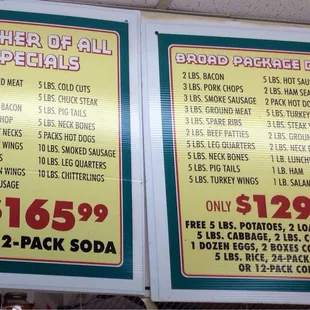 HER OF ALL
PECIALS
D MEAT
BACON
HOP
NECKS
WINGS
N WINGS
USAGE
5 LBS. COLD CUTS
5 LBS. CHUCK STEAK
5 LBS. PIG TAILS
5 LBS. NECK BONES
5 PACKS HOT DOGS
10 LBS. SMOKED SAUSAGE
10 LBS. LEG QUARTERS
10 LBS. CHITTERLINGS
$165.99
2-PACK SODA
BROAD PACKAGE D
2 LBS. BACON
3 LBS. PORK CHOPS
3 LBS. SMOKE SAUSAGE
3 LBS. GROUND MEAT
3 LBS. SPARE RIBS
2 LBS. BEEF PATTIES
5 LBS. LEG QUARTERS
5 LBS. NECK BONES
5 LBS. PIG TAILS
5 LBS. TURKEY WINGS
5 LBS. HOT SAU
2 LBS. HAM SEA
2 PACK HOT DO
5 LBS. TURKEY
3 LBS. STEAK
2 LBS. GROUN
2 LBS. NECK
1 LB. LUNCH
1 LB. HAM
1 LB. SALAM
ONLY $129
FREE 5 LBS. POTATOES, 2 LOA
5 LBS. CABBAGE, 2 LBS. C
1 DOZEN EGGS, 2 BOXES CO
5 LBS. RICE, 24-PACK
OR 12-PACK CO